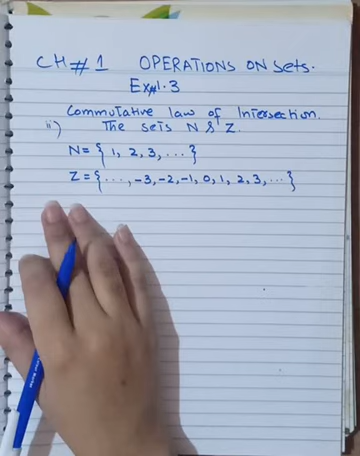 CH # 1 OPERATIONS ON sets.
Ex# 1.3
Commutative law of Intersection.
ii) The sets N & Z.
N = { 1, 2, 3, ... }
Z = { ..., -3, -2, -1, 0, 1, 2, 3, ... }